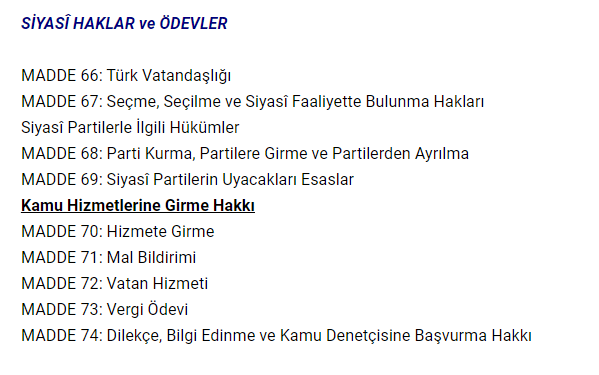 SİYASÎ HAKLAR ve ÖDEVLER
MADDE 66: Türk Vatandaşlığı
MADDE 67: Seçme, Seçilme ve Siyasî Faaliyette Bulunma Hakları
Siyasî Partilerle İlgili Hükümler
MADDE 68: Parti Kurma, Partilere Girme ve Partilerden Ayrılma
MADDE 69: Siyasî Partilerin Uyacakları Esaslar
Kamu Hizmetlerine Girme Hakkı
MADDE 70: Hizmete Girme
MADDE 71: Mal Bildirimi
MADDE 72: Vatan Hizmeti
MADDE 73: Vergi Ödevi
MADDE 74: Dilekçe, Bilgi Edinme ve Kamu Denetçisine Başvurma Hakkı